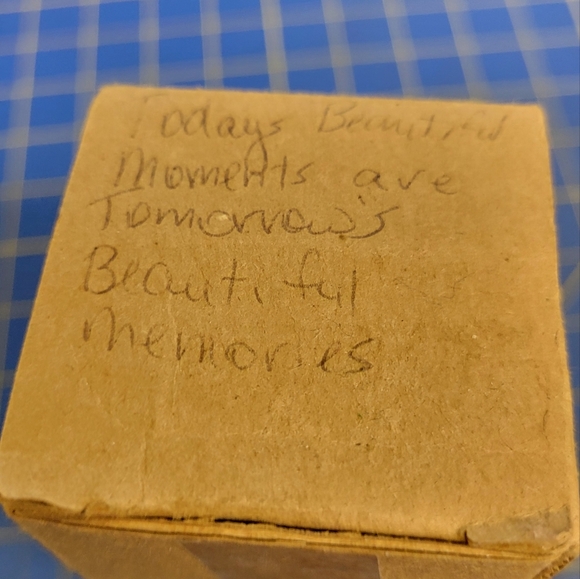 Todays Beautiful
Moments are
Tomorrow's
Beautiful
memories